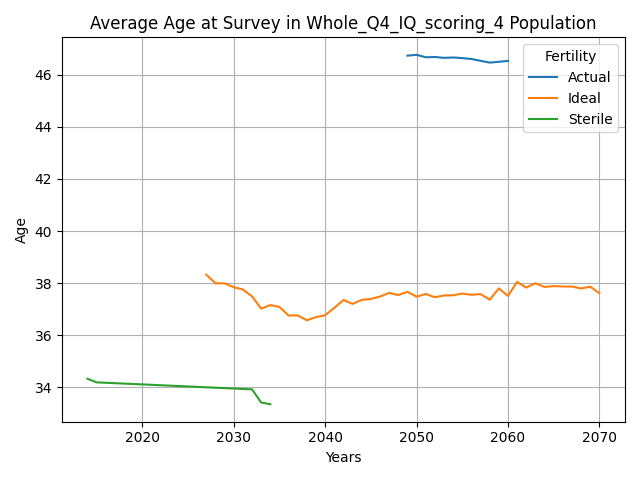 Average Age at Survey in Whole_Q4_IQ_scoring_4 Population
Fertility
Actual
Ideal
Sterile
46
44
42
40
38
36
34
Age
2020
2030
2040
2050
2060
2070
Years